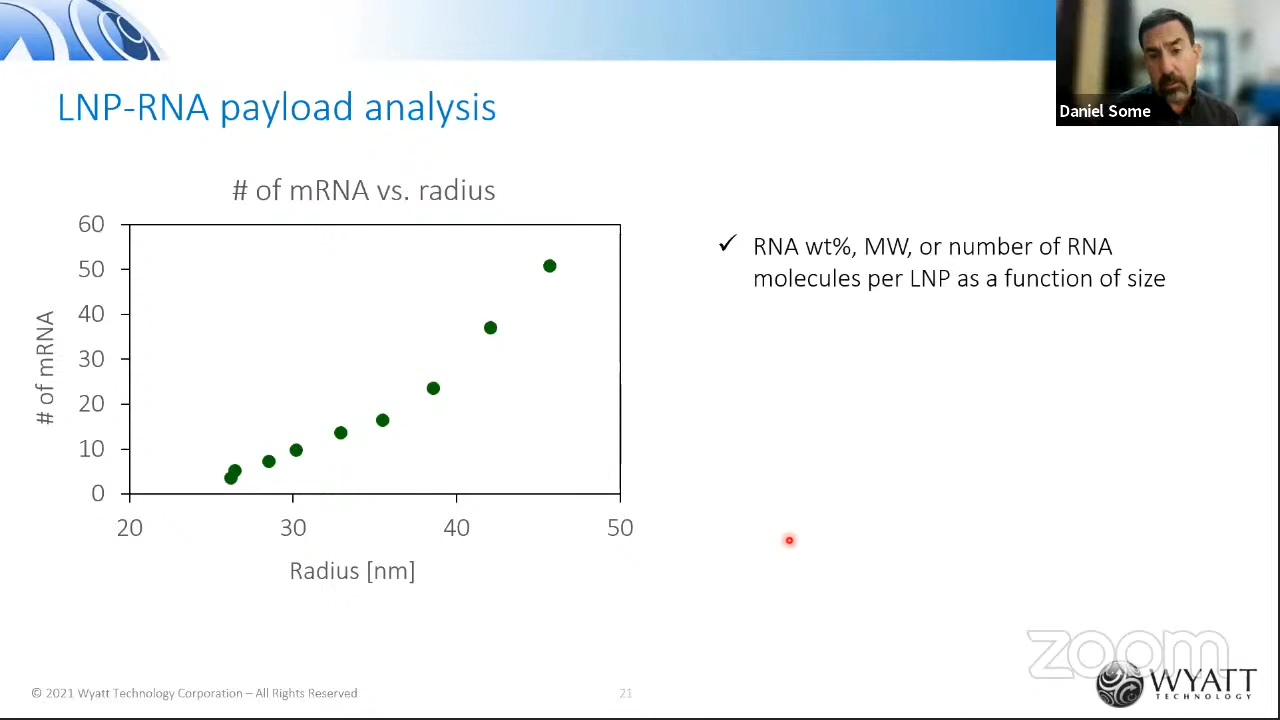 Daniel Some
LNP-RNA payload analysis
# of mRNA vs. radius
60
50
40
30
20
10
0
# of mRNA
20 30 40 50
Radius [nm]
✓ RNA wt%, MW, or number of RNA
molecules per LNP as a function of size
zoom
WYATT
TECHNOLOGY
© 2021 Wyatt Technology Corporation – All Rights Reserved
21